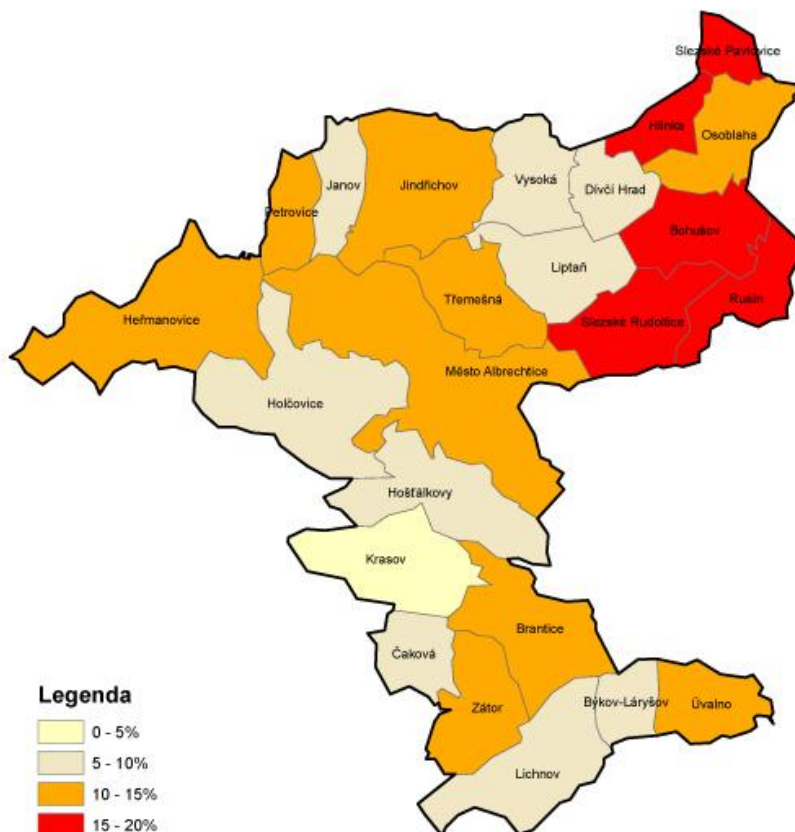 Slezské Pavlovice
Hlinka
Osoblaha
Janov
Jindřichov
Vysoká
Dívčí Hrad
Petrovice
Bohušov
Liptaň
Třemešná
Rusín
Heřmanovice
Slezské Rudoltice
Město Albrechtice
Holčovice
Hošťálkovy
Krasov
Brantice
Čaková
Zátor
Býkov-Láryšov
Úvalno
Lichnov
Legenda
0 - 5%
5 - 10%
10 - 15%
15 - 20%